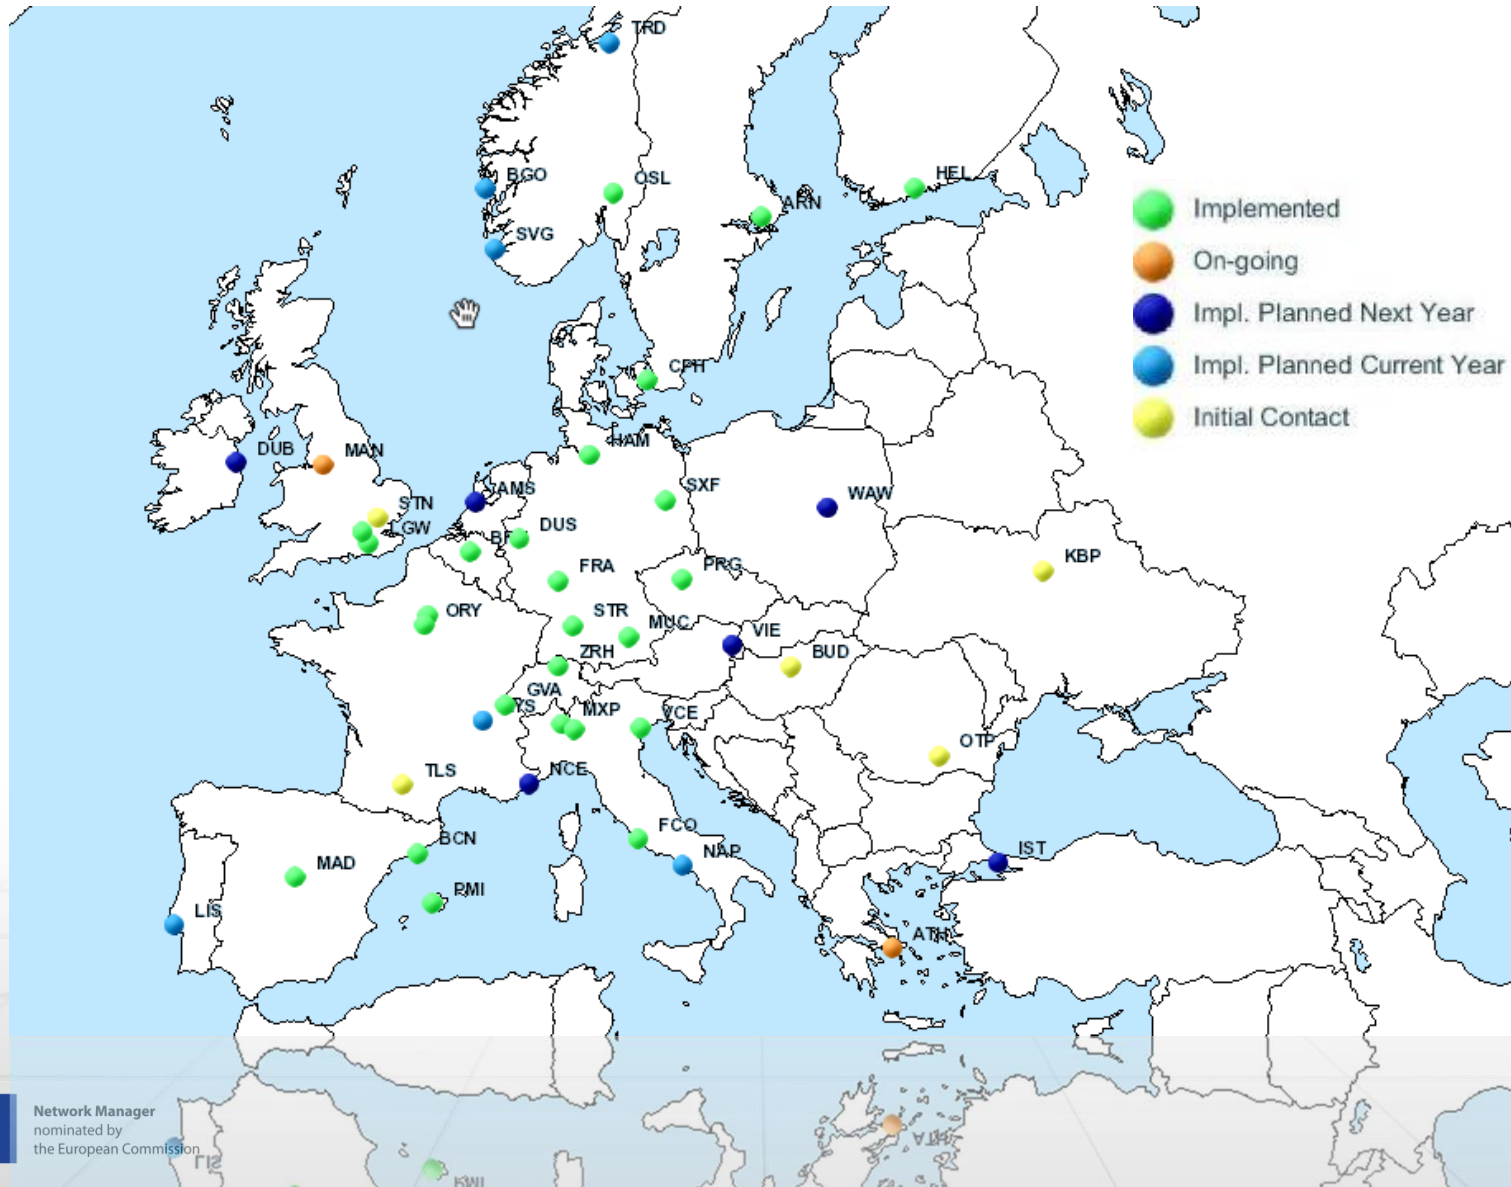 TRD
BGO
OSL
HEL
ARN
SVG
Implemented
On-going
Impl. Planned Next Year
Impl. Planned Current Year
Initial Contact
CPH
HAM
DUB
MAN
AMS
SXF
WAW
STN
LGW
DUS
KBP
FRA
PRG
ORY
STR
MUC
VIE
ZRH
BUD
GVA
MXP
VCE
OTP
TLS
NCE
FCO
BCN
NAP
IST
MAD
PMI
LIS
ATH
Network Manager
nominated by
the European Commission